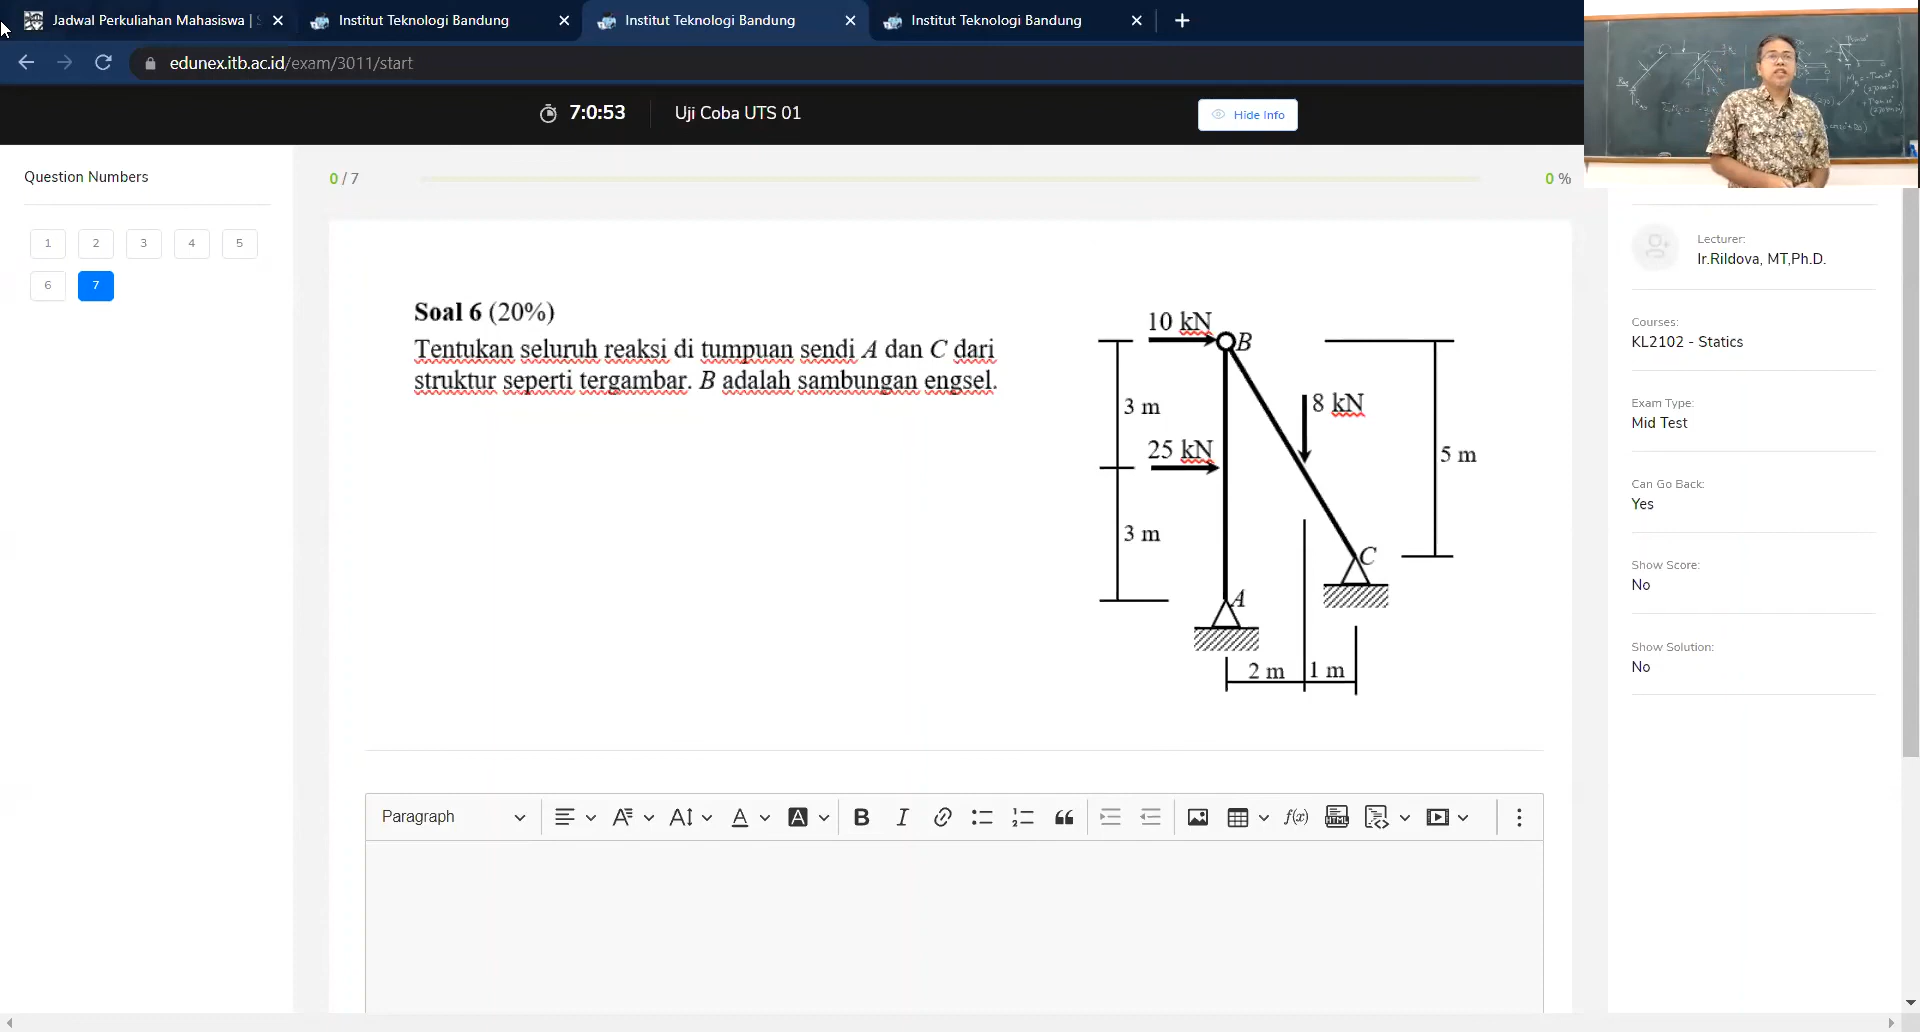 Jadwal Perkuliahan Mahasiswa |
Institut Teknologi Bandung
Institut Teknologi Bandung
Institut Teknologi Bandung
edunex.itb.ac.id/exam/3011/start
7:0:53
Uji Coba UTS 01
Hide Info
Question Numbers
0 / 7
0 %
1
2
3
4
5
6
7
Soal 6 (20%)
Tentukan seluruh reaksi di tumpuan sendi A dan C dari
struktur seperti tergambar. B adalah sambungan engsel.
10 kN
B
3 m
8 kN
25 kN
5 m
3 m
C
A
2 m
1 m
Lecturer:
Ir.Rildova, MT,Ph.D.
Courses:
KL2102 - Statics
Exam Type:
Mid Test
Can Go Back:
Yes
Show Score:
No
Show Solution:
No
Paragraph